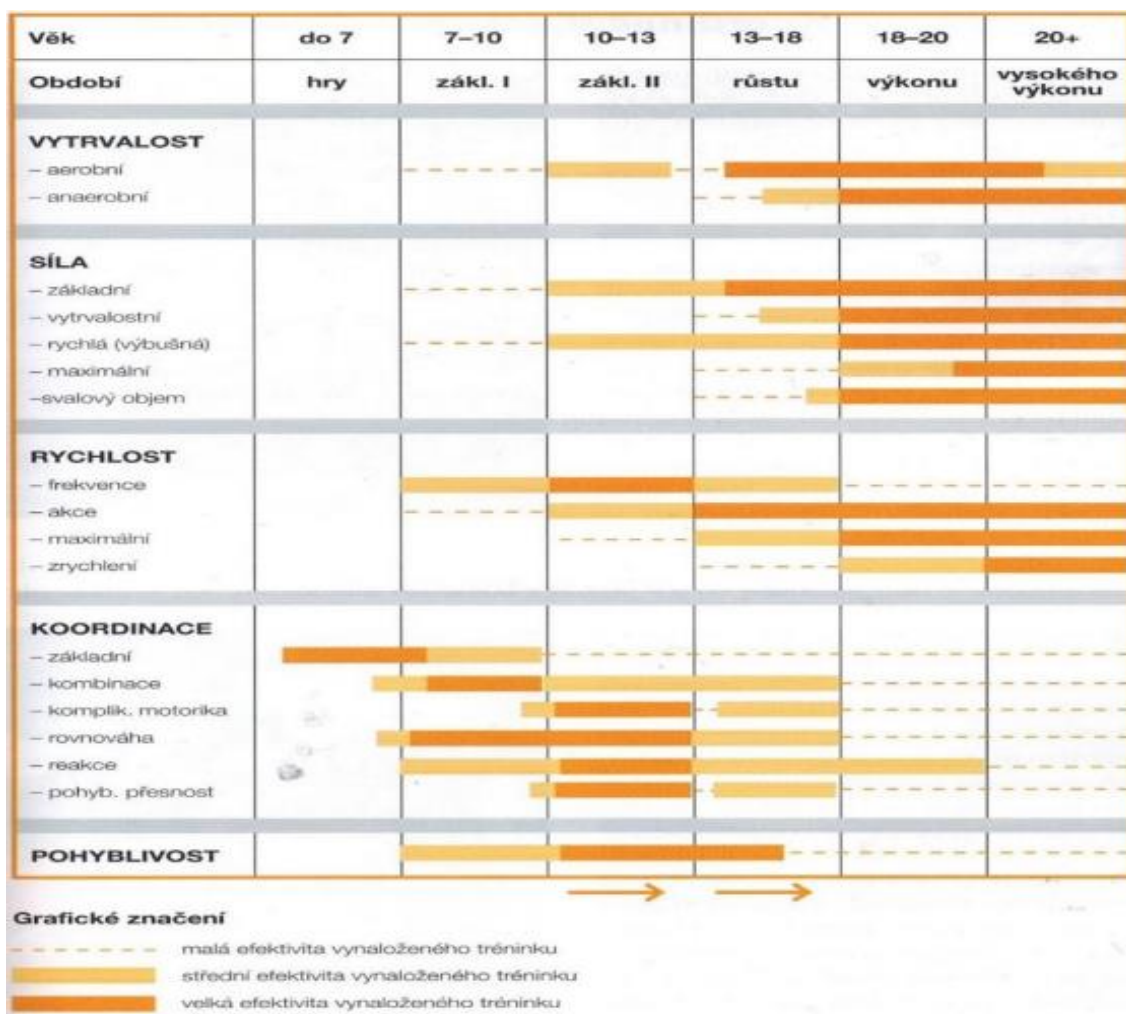 Věk do 7 7–10 10–13 13–18 18–20 20+
Období hry zákl. I zákl. II růstu výkonu vysokého výkonu
VYTRVALOST
– aerobní
– anaerobní
SÍLA
– základní
– vytrvalostní
– rychlá (výbušná)
– maximální
–svalový objem
RYCHLOST
– frekvence
– akce
– maximální
– zrychlení
KOORDINACE
– základní
– kombinace
– komplik. motorika
– rovnováha
– reakce
– pohyb. přesnost
POHYBLIVOST
Grafické značení
malá efektivita vynaloženého tréninku
střední efektivita vynaloženého tréninku
velká efektivita vynaloženého tréninku